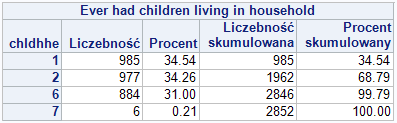 Ever had children living in household
chldhhe Liczebność Procent Liczebność skumulowana Procent skumulowany
1 985 34.54 985 34.54
2 977 34.26 1962 68.79
6 884 31.00 2846 99.79
7 6 0.21 2852 100.00